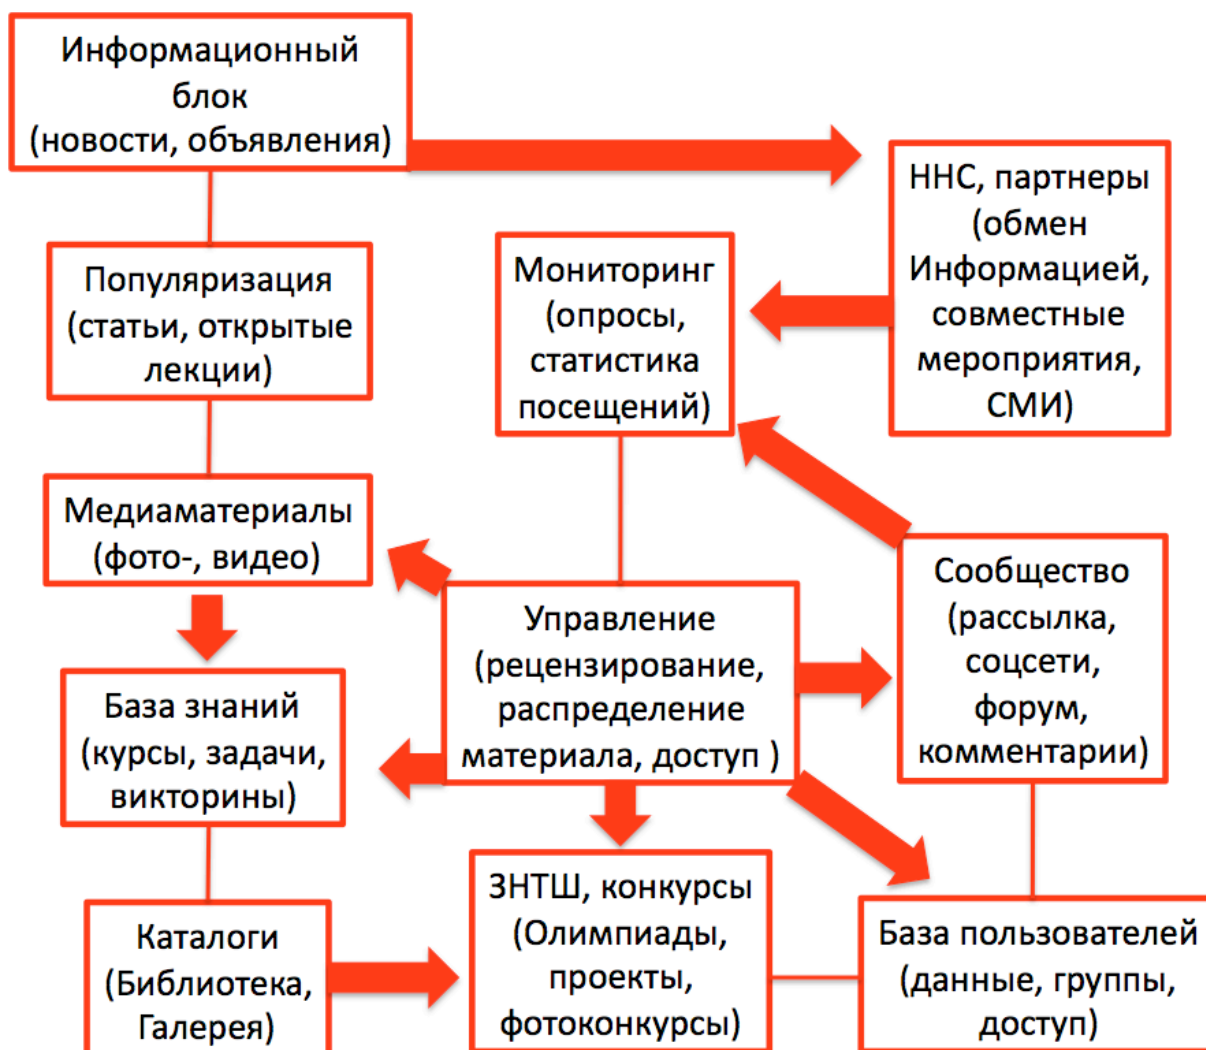 Информационный
блок
(новости, объявления)
ННС, партнеры
(обмен
Информацией,
совместные
мероприятия,
СМИ)
Популяризация
(статьи, открытые
лекции)
Мониторинг
(опросы,
статистика
посещений)
Медиаматериалы
(фото-, видео)
Управление
(рецензирование,
распределение
материала, доступ )
Сообщество
(рассылка,
соцсети,
форум,
комментарии)
База знаний
(курсы, задачи,
викторины)
Каталоги
(Библиотека,
Галерея)
ЗНТШ, конкурсы
(Олимпиады,
проекты,
фотоконкурсы)
База пользователей
(данные, группы,
доступ)